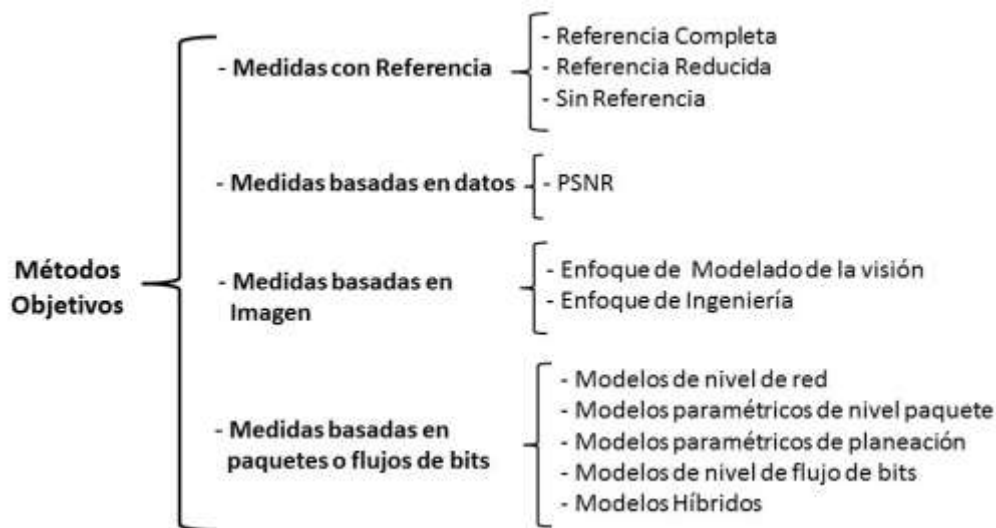 Métodos
Objetivos
- Medidas con Referencia
- Referencia Completa
- Referencia Reducida
- Sin Referencia
- Medidas basadas en datos
- PSNR
- Medidas basadas en
Imagen
- Enfoque de Modelado de la visión
- Enfoque de Ingeniería
- Medidas basadas en
paquetes o flujos de bits
- Modelos de nivel de red
- Modelos paramétricos de nivel paquete
- Modelos paramétricos de planeación
- Modelos de nivel de flujo de bits
- Modelos Híbridos